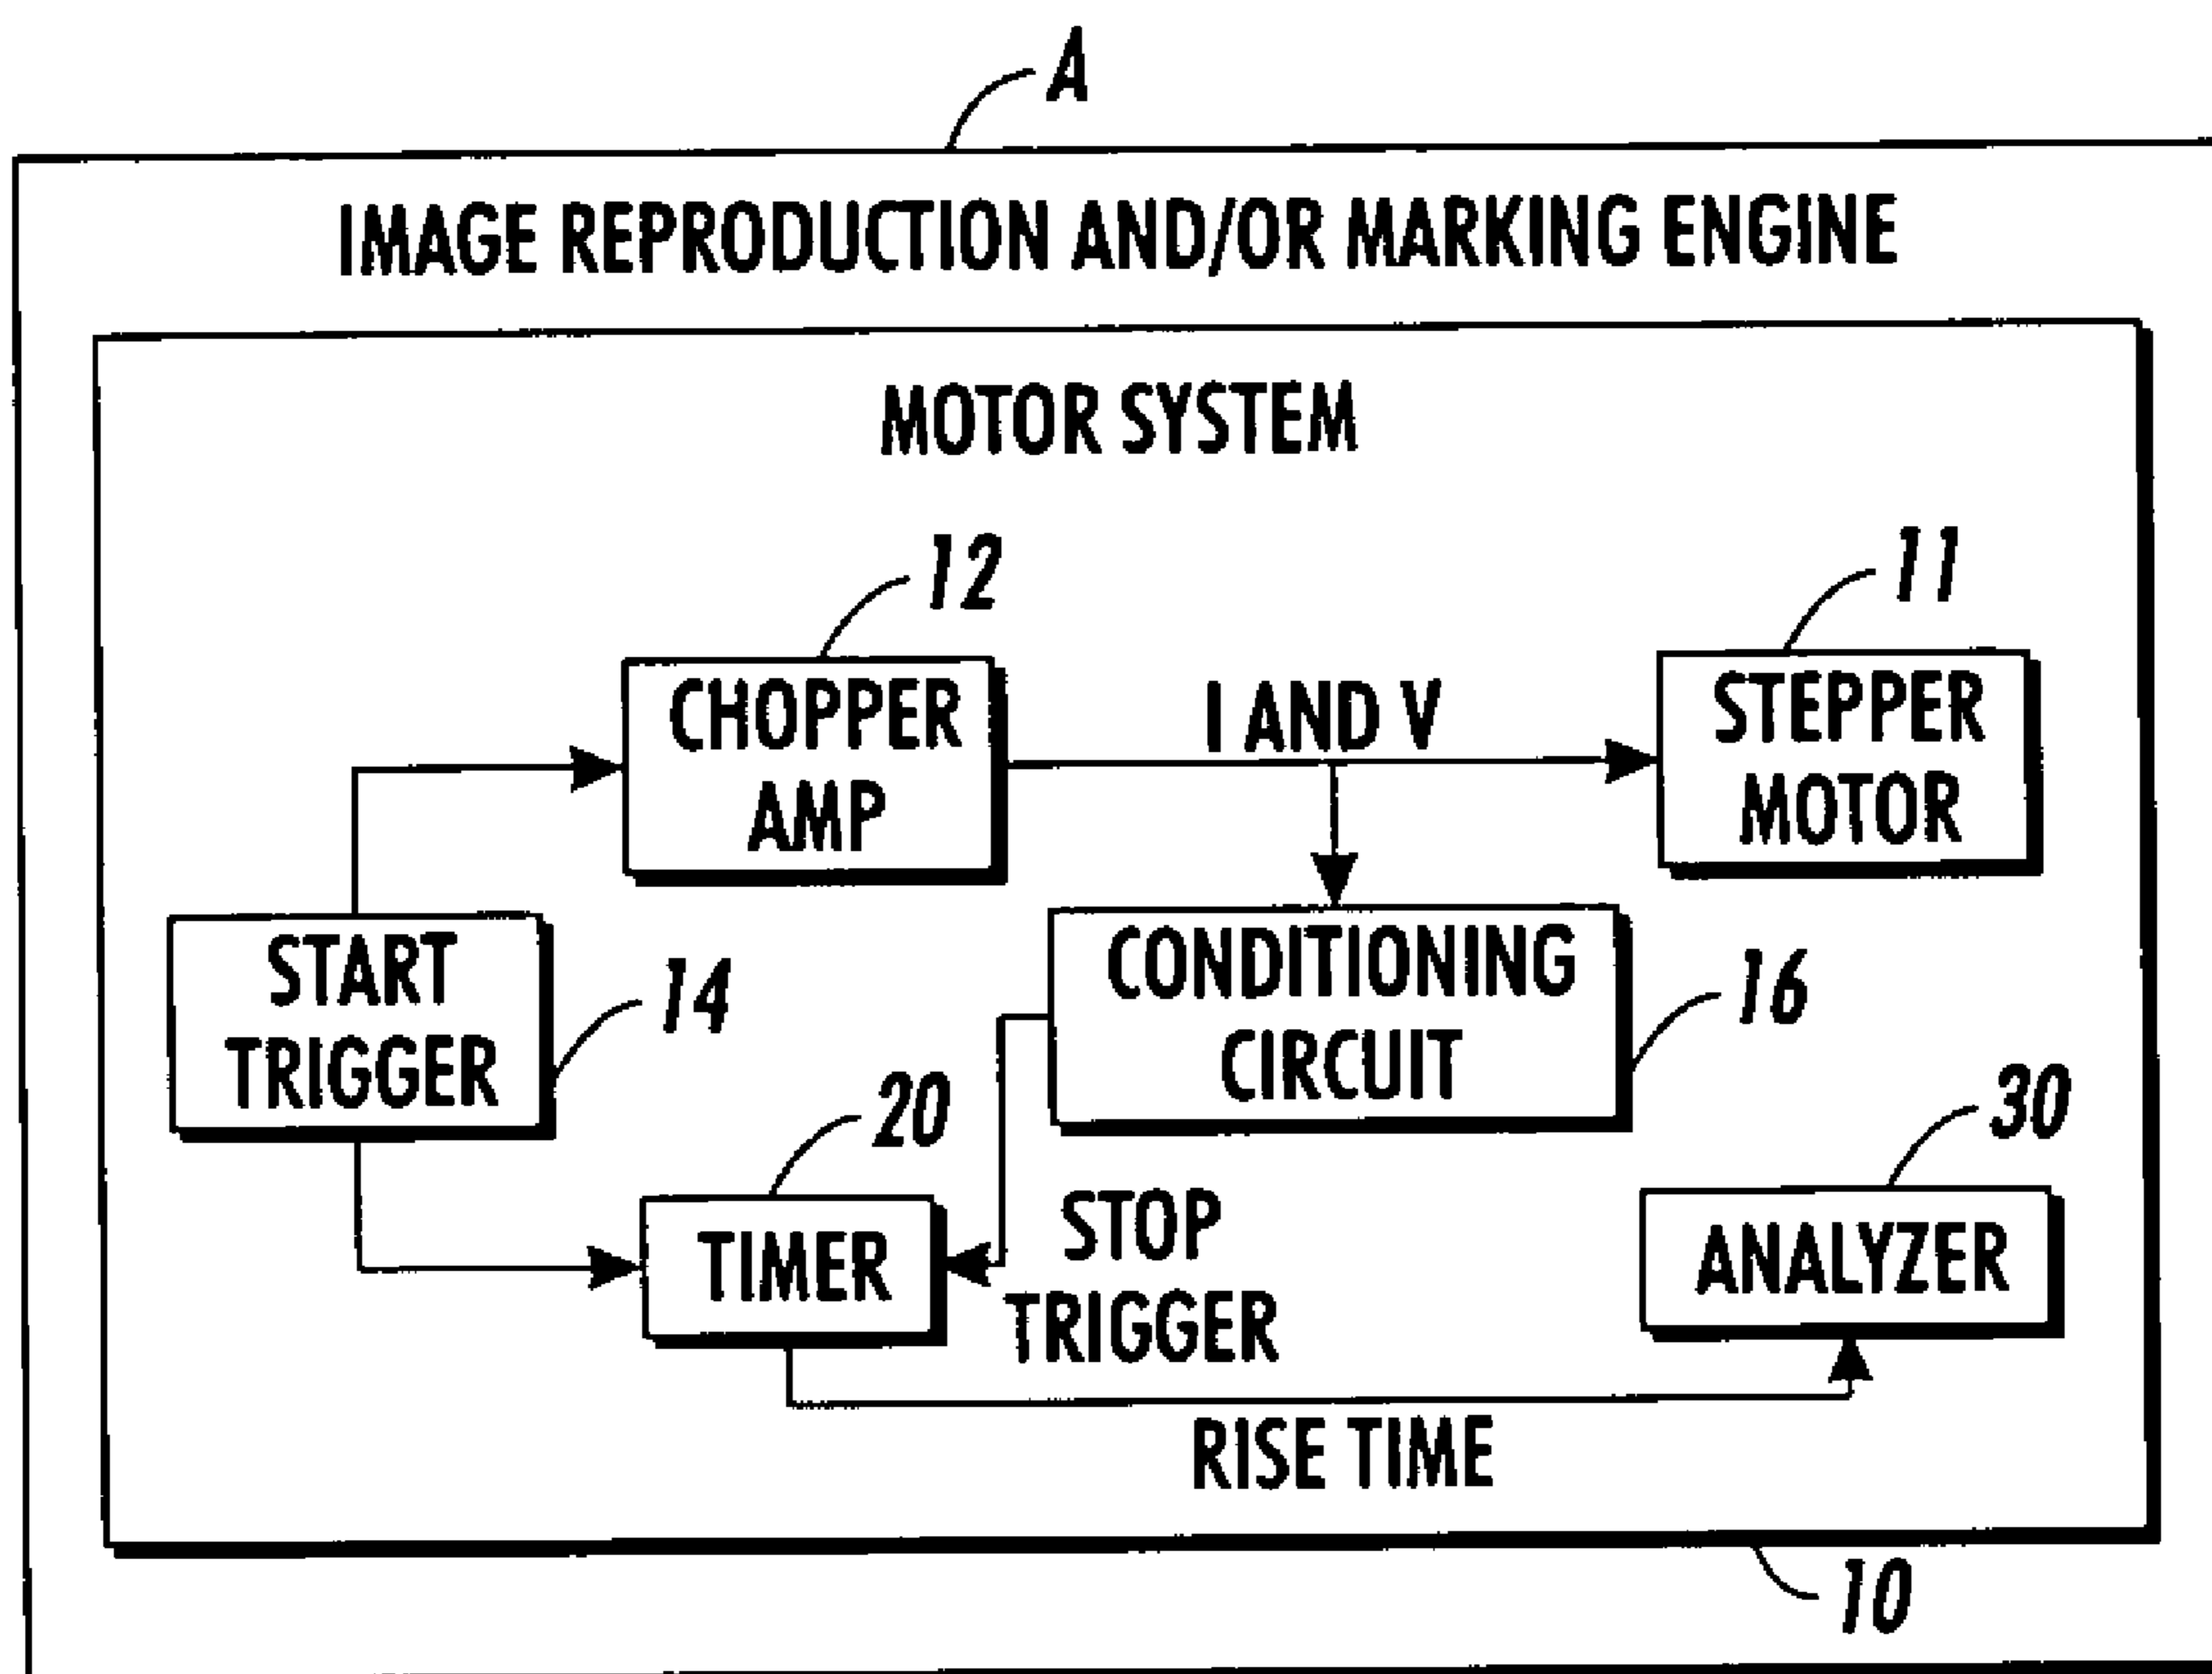 A
IMAGE REPRODUCTION AND/OR MARKING ENGINE
MOTOR SYSTEM
12
11
CHOPPER
AMP
I AND V
STEPPER
MOTOR
START
TRIGGER
14
CONDITIONING
CIRCUIT
16
20
30
TIMER
STOP
TRIGGER
ANALYZER
RISE TIME
10